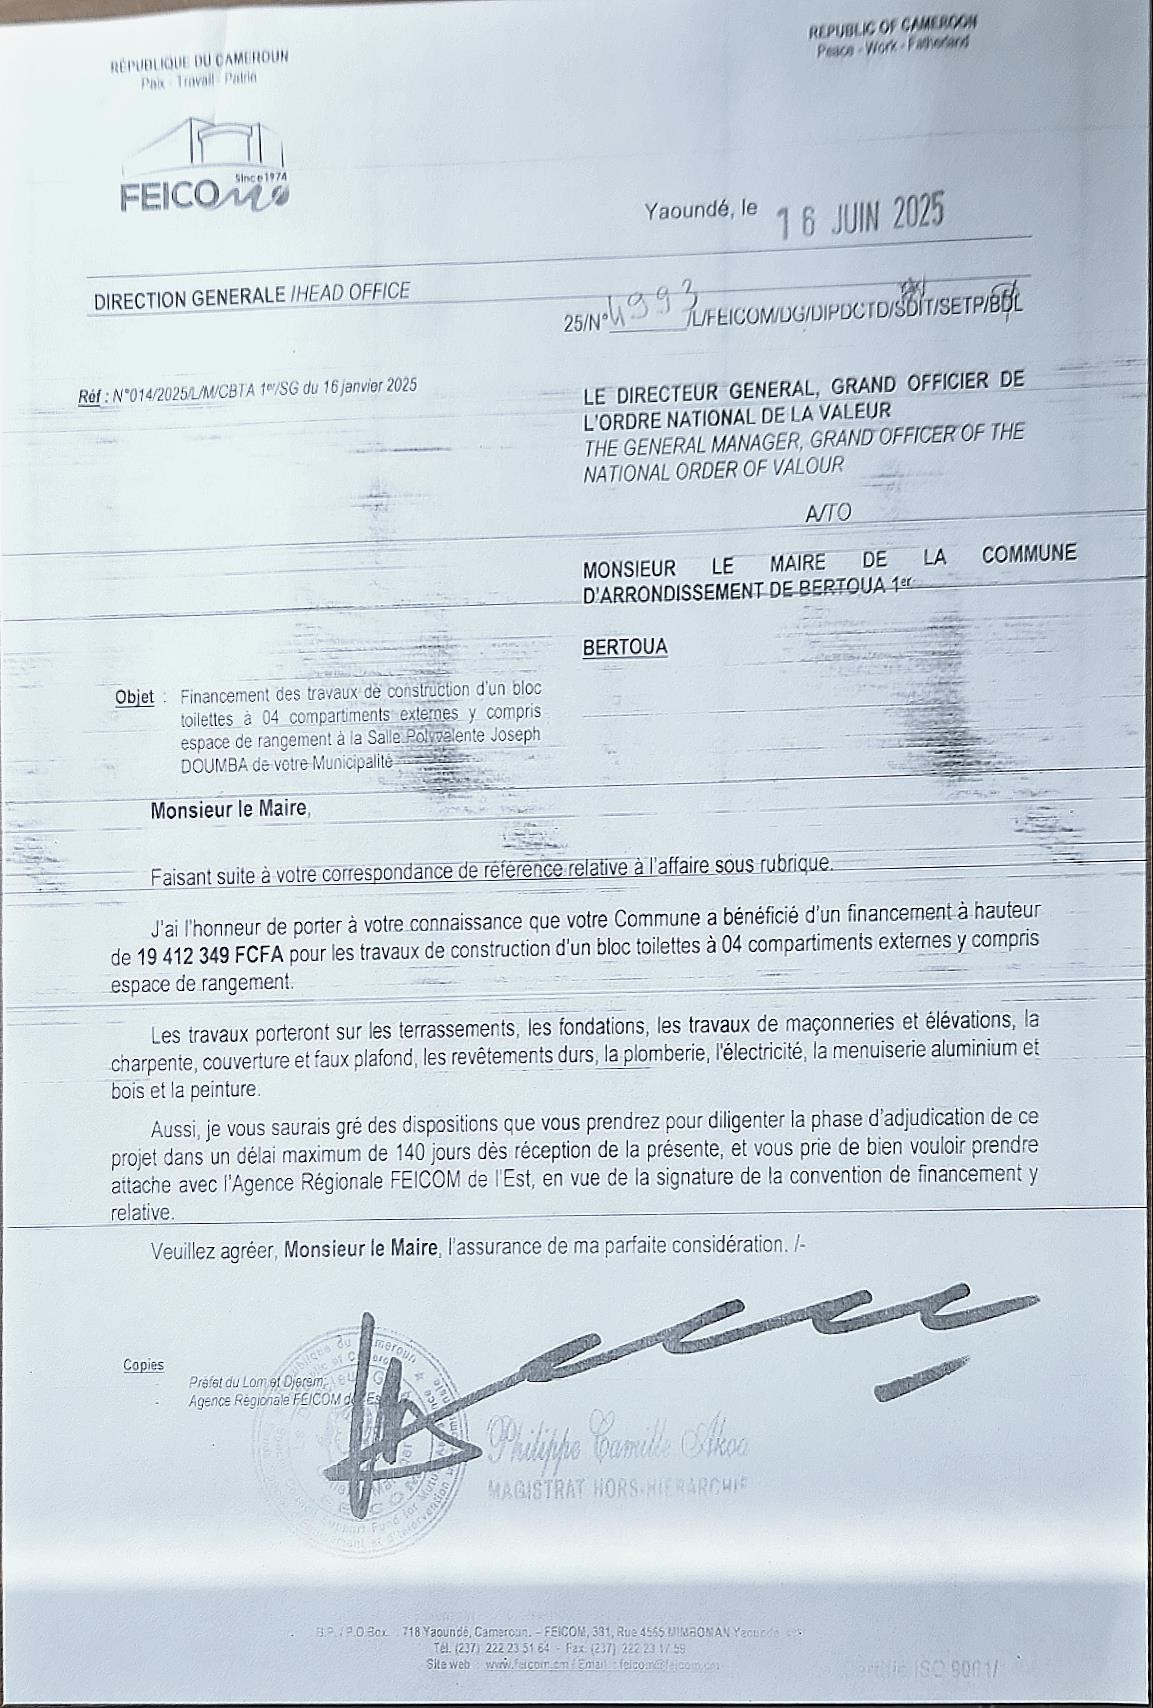 RÉPUBLIQUE DU CAMEROUN
Paix - Travail - Patrie
REPUBLIC OF CAMEROON
Peace - Work - Fatherland
Since 1974
FEICOM
Yaoundé, le 16 JUIN 2025
DIRECTION GENERALE /HEAD OFFICE
25/N° 4993 /L/FEICOM/DG/DIPDCTD/SDIT/SETP/BDL
Réf : N°014/2025/L/M/CBTA 1er/SG du 16 janvier 2025
LE DIRECTEUR GENERAL, GRAND OFFICIER DE
L'ORDRE NATIONAL DE LA VALEUR
THE GENERAL MANAGER, GRAND OFFICER OF THE
NATIONAL ORDER OF VALOUR
A/TO
MONSIEUR LE MAIRE DE LA COMMUNE
D'ARRONDISSEMENT DE BERTOUA 1er
BERTOUA
Objet : Financement des travaux de construction d'un bloc
toilettes à 04 compartiments externes y compris
espace de rangement à la Salle Polyvalente Joseph
DOUMBA de votre Municipalité
Monsieur le Maire,
Faisant suite à votre correspondance de référence relative à l'affaire sous rubrique.
J'ai l'honneur de porter à votre connaissance que votre Commune a bénéficié d'un financement à hauteur
de 19 412 349 FCFA pour les travaux de construction d'un bloc toilettes à 04 compartiments externes y compris
espace de rangement.
Les travaux porteront sur les terrassements, les fondations, les travaux de maçonneries et élévations, la
charpente, couverture et faux plafond, les revêtements durs, la plomberie, l'électricité, la menuiserie aluminium et
bois et la peinture.
Aussi, je vous saurais gré des dispositions que vous prendrez pour diligenter la phase d'adjudication de ce
projet dans un délai maximum de 140 jours dès réception de la présente, et vous prie de bien vouloir prendre
attache avec l'Agence Régionale FEICOM de l'Est, en vue de la signature de la convention de financement y
relative.
Veuillez agréer, Monsieur le Maire, l'assurance de ma parfaite considération. /-
Copies
- Préfet du Lom et Djerem;
- Agence Régionale FEICOM de
Philippe Camille Akoa
MAGISTRAT HORS-HIERARCHIE
B.P. / P.O.Box. 718 Yaoundé, Cameroun. - FEICOM, 381, Rue 4565 MIMBOMAN Yaoundé
Tél. (237) 222 23 51 64 - Fax (237) 222 23 17 59
Site web : www.feicom.cm / Email : feicom@feicom.cm
ISO 9001/